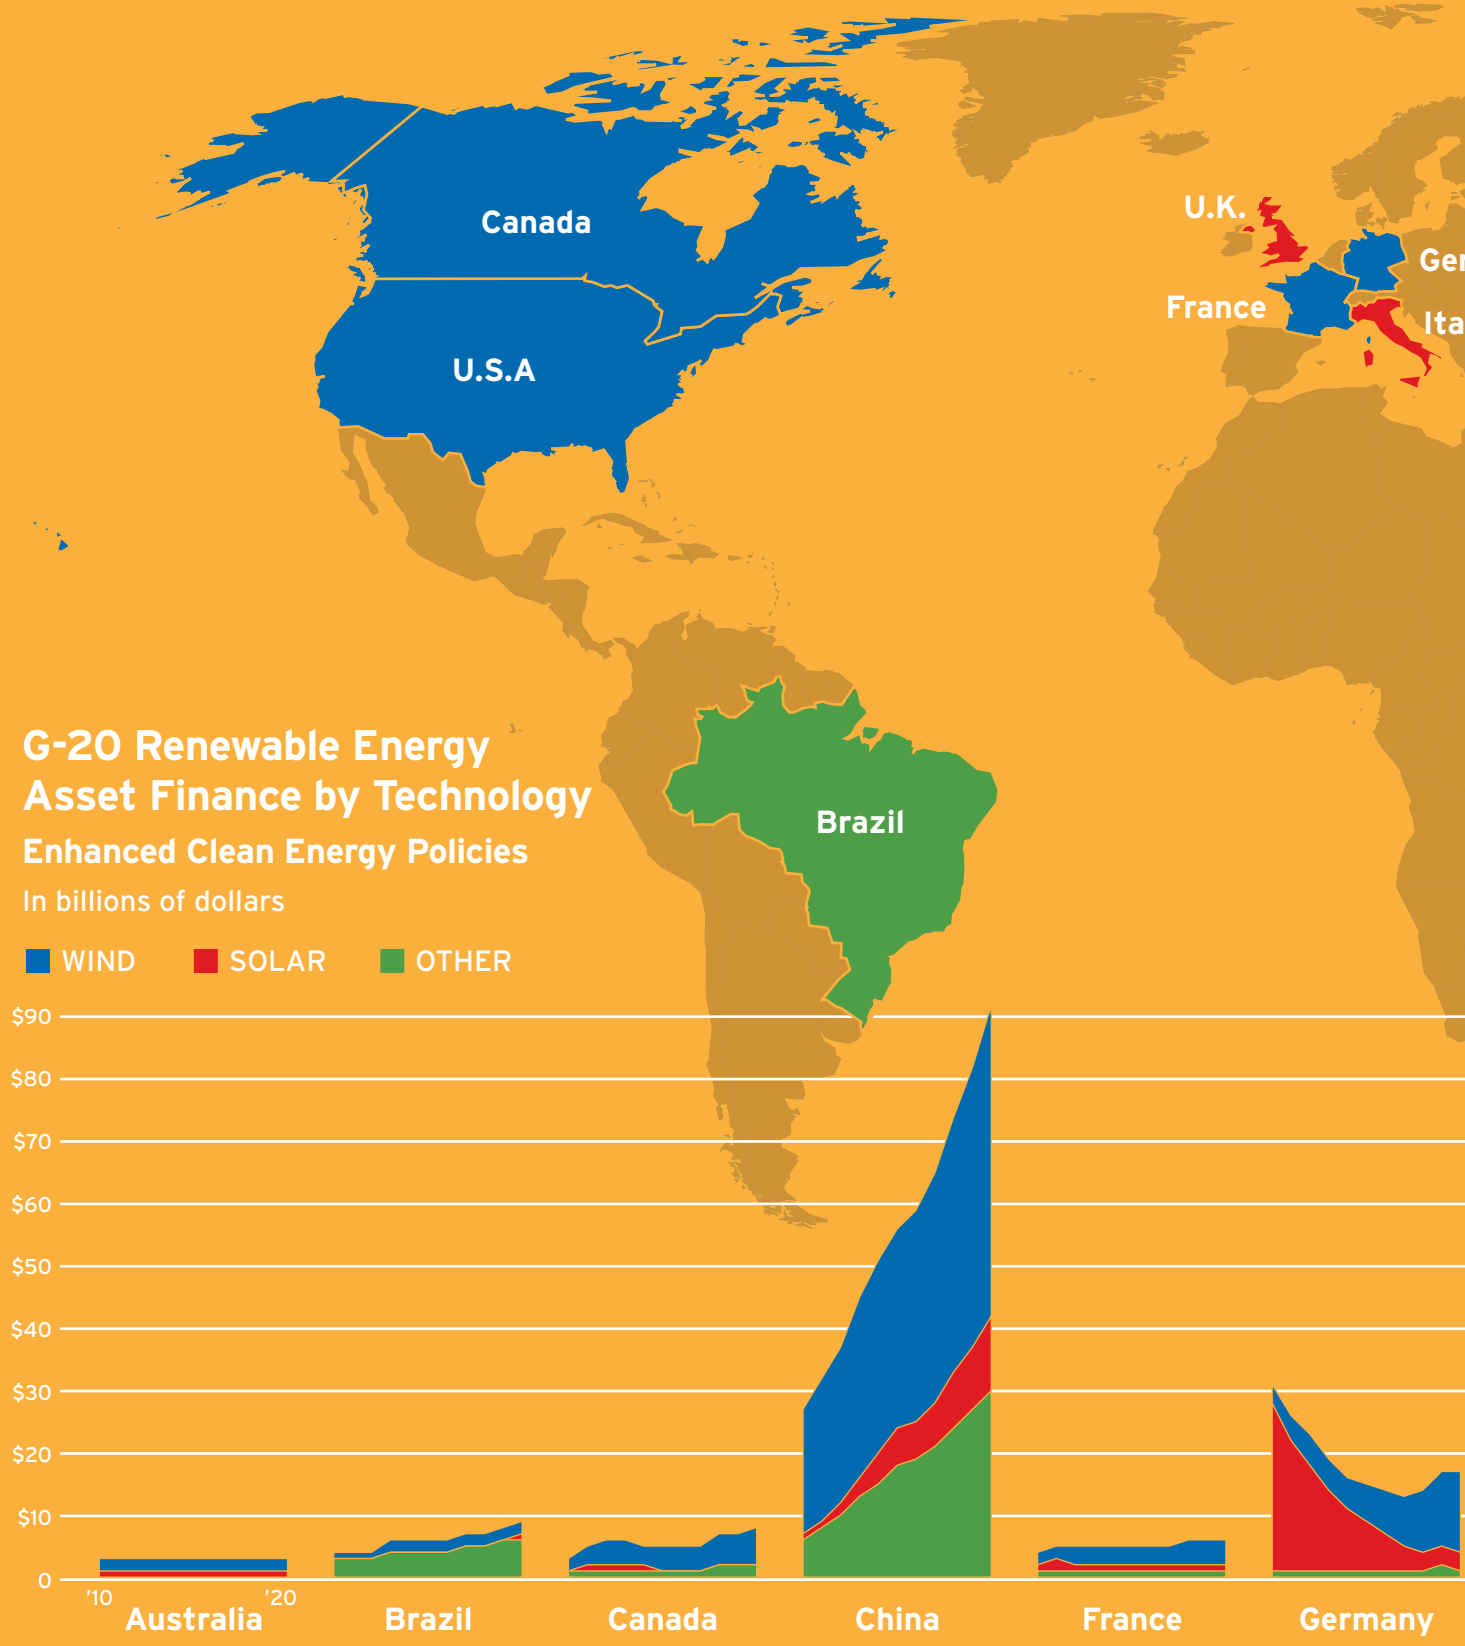 Canada
U.K.
Ger
France
Ita
U.S.A
G-20 Renewable Energy
Asset Finance by Technology
Brazil
Enhanced Clean Energy Policies
In billions of dollars
WIND SOLAR OTHER
$90
$80
$70
$60
$50
$40
$30
$20
$10
0
'10 '20
Australia Brazil Canada China France Germany